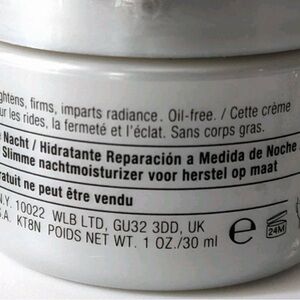 ghtens, firms, imparts radiance. Oil-free. / Cette crème
ur les rides, la fermeté et l'éclat. Sans corps gras.
Nacht / Hidratante Reparación a Medida de Noche
Slimme nachtmoisturizer voor herstel op maat
ratuit ne peut être vendu
N.Y. 10022 WLB LTD, GU32 3DD, UK
S.A. KT8N POIDS NET WT. 1 OZ./30 ml e 24M